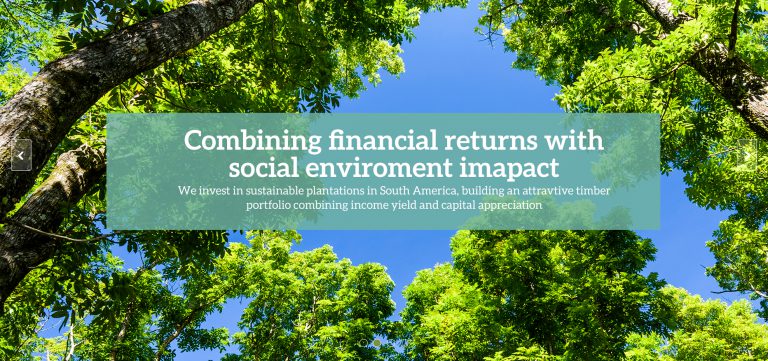 Combining financial returns with
social enviroment imapact
We invest in sustainable plantations in South America, building an attravtive timber
portfolio combining income yield and capital appreciation